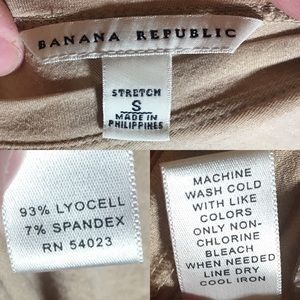 BANANA REPUBLIC
STRETCH
S
MADE IN
PHILIPPINES
93% LYOCELL
7% SPANDEX
RN 54023
MACHINE
WASH COLD
WITH LIKE
COLORS
ONLY NON-
CHLORINE
BLEACH
WHEN NEEDED
LINE DRY
COOL IRON